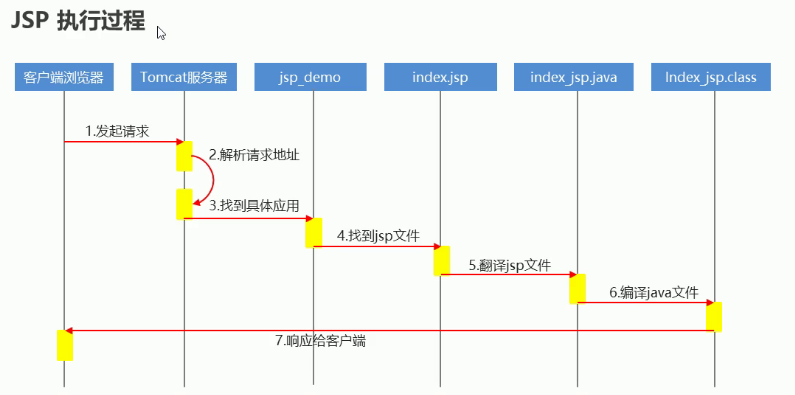 JSP 执行过程
客户端浏览器
Tomcat服务器
jsp_demo
index.jsp
index_jsp.java
Index_jsp.class
1.发起请求
2.解析请求地址
3.找到具体应用
4.找到jsp文件
5.翻译jsp文件
6.编译java文件
7.响应给客户端